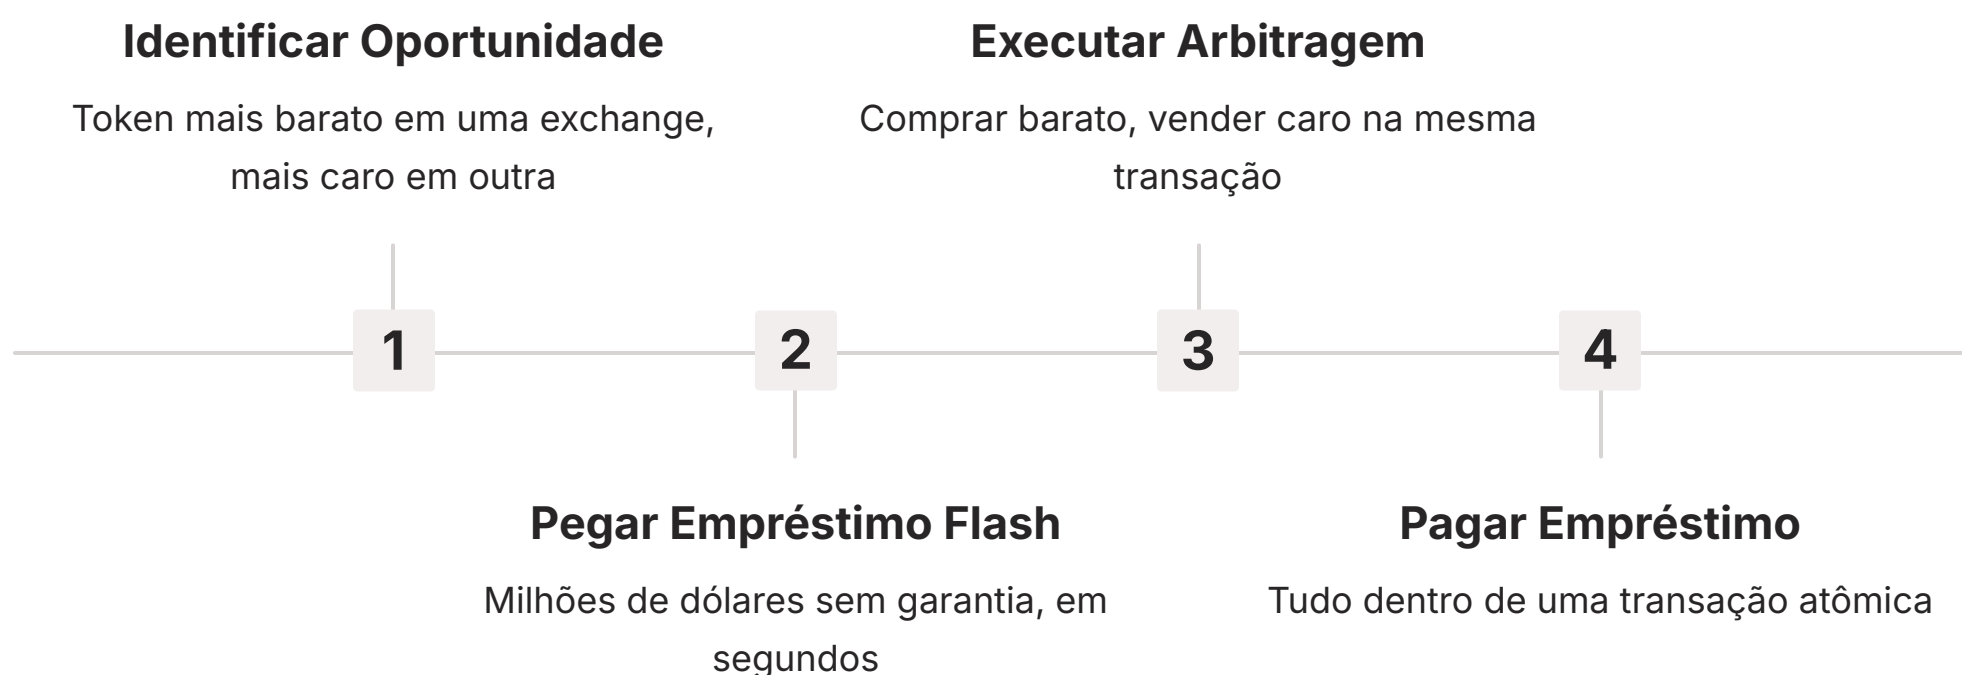 Identificar Oportunidade
Token mais barato em uma exchange,
mais caro em outra
Executar Arbitragem
Comprar barato, vender caro na mesma
transação
1
2
3
4
Pegar Empréstimo Flash
Milhões de dólares sem garantia, em
segundos
Pagar Empréstimo
Tudo dentro de uma transação atômica